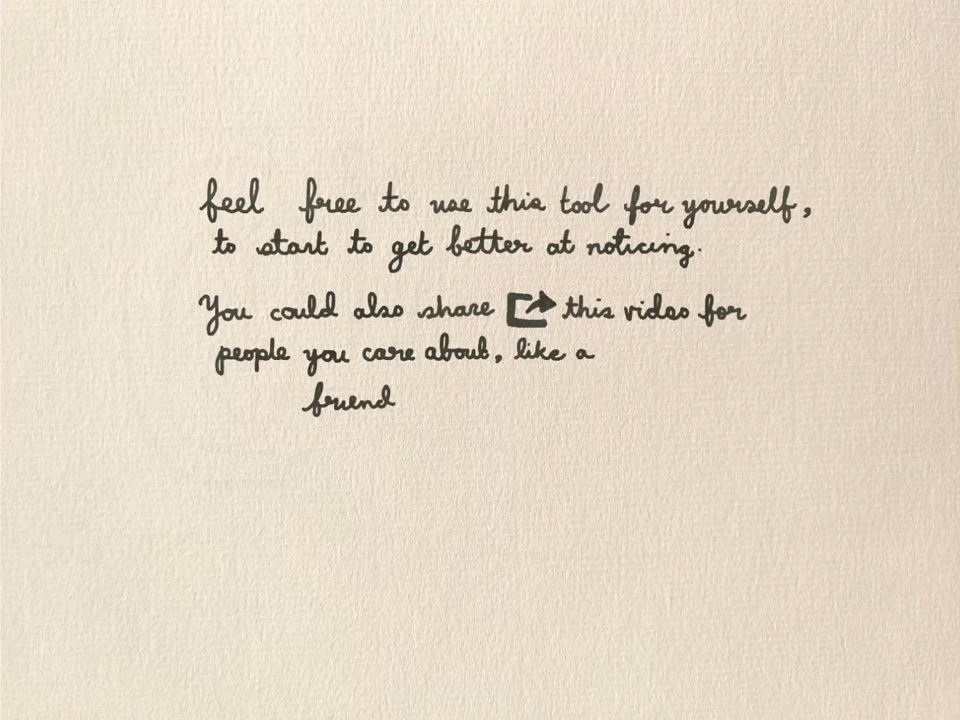 feel free to use this tool for yourself,
to start to get better at noticing.
You could also share this video for
people you care about, like a
friend